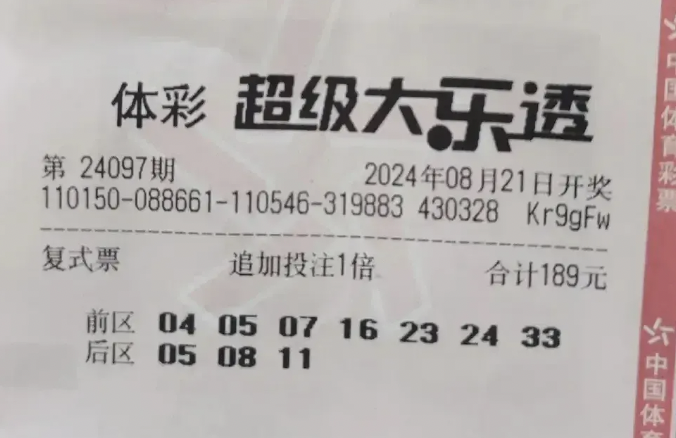 体彩 超级大乐透
第 24097期 2024年08月21日开奖
110150-088661-110546-319883 430328 Kr9gFw
复式票 追加投注1倍 合计189元
前区 04 05 07 16 23 24 33
后区 05 08 11
中国体育彩票
中国体育